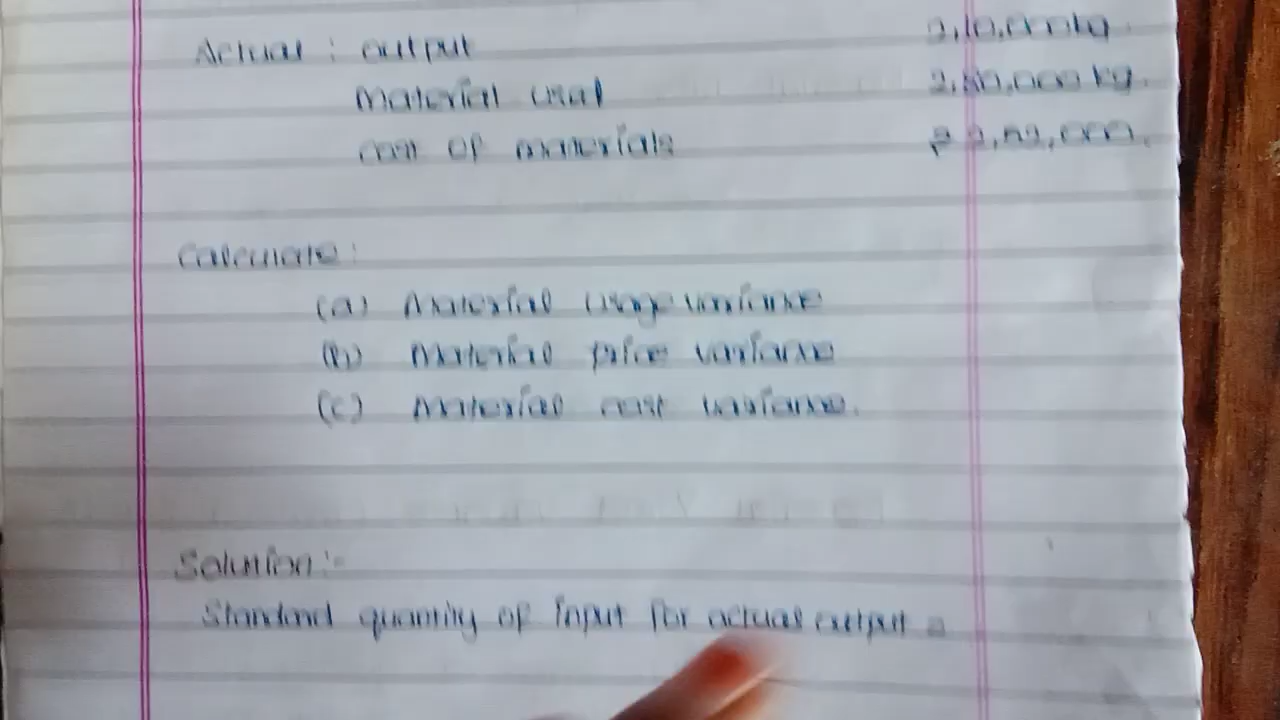 Actual : output 2,10,000 kg.
Material used 2,80,000 kg.
cost of materials ₹ 2,52,000.
Calculate:
(a) Material usage variance
(b) Material price variance
(c) Material cost variance.
Solution:-
Standard quantity of input for actual output =